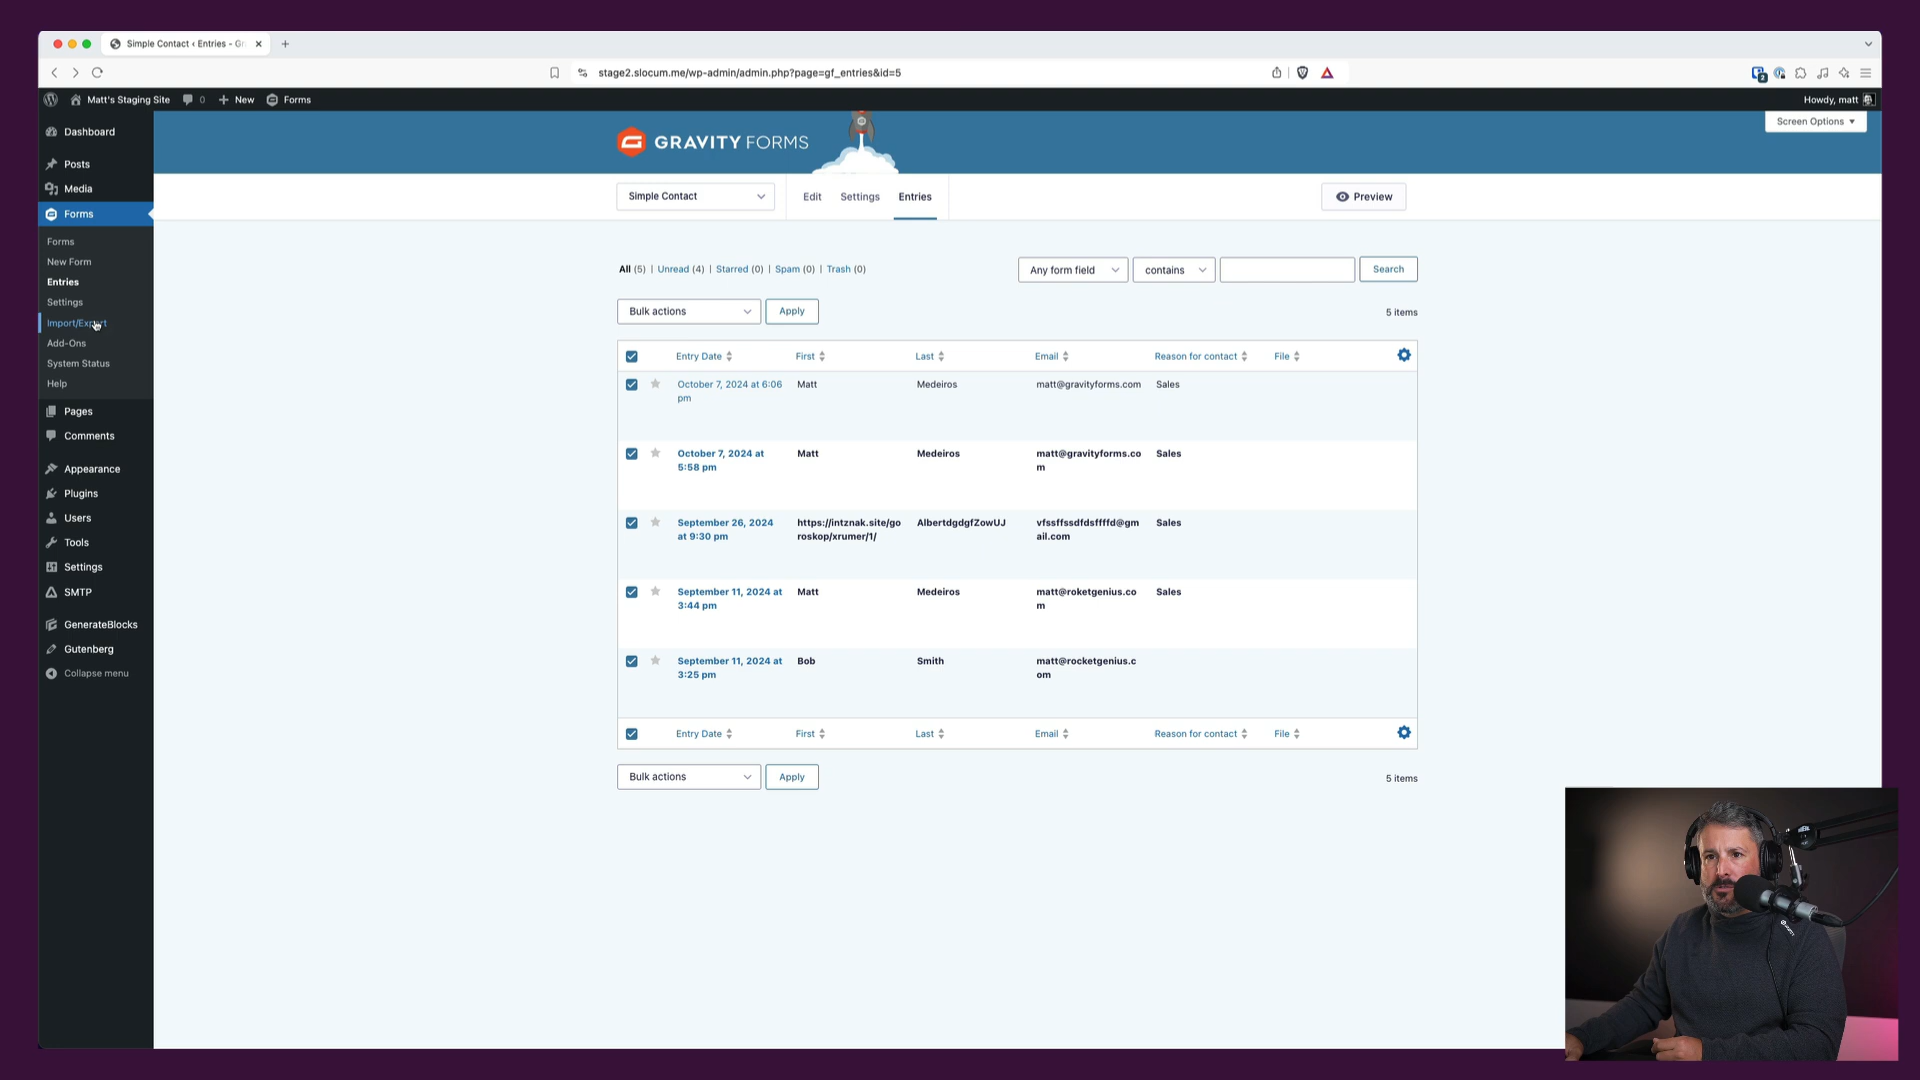 Simple Contact ‹ Entries - Gr
stage2.slocum.me/wp-admin/admin.php?page=gf_entries&id=5
Matt's Staging Site
0
New
Forms
Howdy, matt
Screen Options
Dashboard
Posts
Media
Forms
Forms
New Form
Entries
Settings
Import/Export
Add-Ons
System Status
Help
Pages
Comments
Appearance
Plugins
Users
Tools
Settings
SMTP
GenerateBlocks
Gutenberg
Collapse menu
GRAVITY FORMS
Simple Contact
Edit
Settings
Entries
Preview
All (5) | Unread (4) | Starred (0) | Spam (0) | Trash (0)
Any form field
contains
Search
Bulk actions
Apply
5 items
Entry Date First Last Email Reason for contact File
October 7, 2024 at 6:06 Matt Medeiros matt@gravityforms.com Sales
pm
October 7, 2024 at Matt Medeiros matt@gravityforms.co Sales
5:58 pm m
September 26, 2024 https://intznak.site/go AlbertdgdgfZowUJ vfssffssdfdsffffd@gm Sales
at 9:30 pm roskop/xrumer/1/ ail.com
September 11, 2024 at Matt Medeiros matt@roketgenius.co Sales
3:44 pm m
September 11, 2024 at Bob Smith matt@rocketgenius.c
3:25 pm om
Entry Date First Last Email Reason for contact File
Bulk actions
Apply
5 items